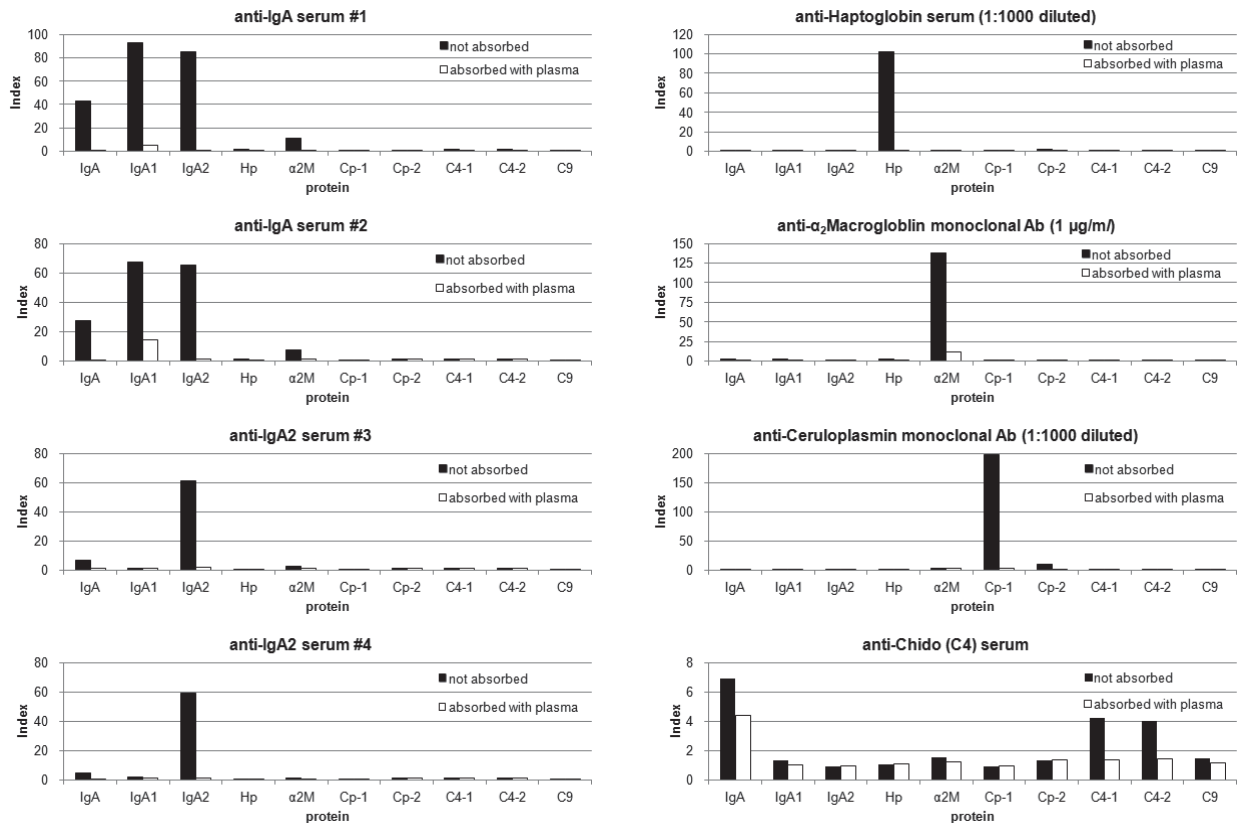 anti-IgA serum #1
Index
100
80
60
40
20
0
not absorbed
absorbed with plasma
IgA IgA1 IgA2 Hp α2M Cp-1 Cp-2 C4-1 C4-2 C9
protein
anti-IgA serum #2
Index
80
60
40
20
0
not absorbed
absorbed with plasma
IgA IgA1 IgA2 Hp α2M Cp-1 Cp-2 C4-1 C4-2 C9
protein
anti-IgA2 serum #3
Index
80
60
40
20
0
not absorbed
absorbed with plasma
IgA IgA1 IgA2 Hp α2M Cp-1 Cp-2 C4-1 C4-2 C9
protein
anti-IgA2 serum #4
Index
80
60
40
20
0
not absorbed
absorbed with plasma
IgA IgA1 IgA2 Hp α2M Cp-1 Cp-2 C4-1 C4-2 C9
protein
anti-Haptoglobin serum (1:1000 diluted)
Index
120
100
80
60
40
20
0
not absorbed
absorbed with plasma
IgA IgA1 IgA2 Hp α2M Cp-1 Cp-2 C4-1 C4-2 C9
protein
anti-α₂Macrogloblin monoclonal Ab (1 µg/ml)
Index
150
125
100
75
50
25
0
not absorbed
absorbed with plasma
IgA IgA1 IgA2 Hp α2M Cp-1 Cp-2 C4-1 C4-2 C9
protein
anti-Ceruloplasmin monoclonal Ab (1:1000 diluted)
Index
200
150
100
50
0
not absorbed
absorbed with plasma
IgA IgA1 IgA2 Hp α2M Cp-1 Cp-2 C4-1 C4-2 C9
protein
anti-Chido (C4) serum
Index
8
6
4
2
0
not absorbed
absorbed with plasma
IgA IgA1 IgA2 Hp α2M Cp-1 Cp-2 C4-1 C4-2 C9
protein